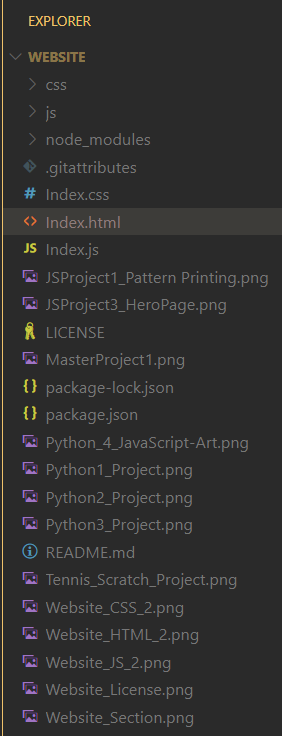 EXPLORER
WEBSITE
css
js
node_modules
.gitattributes
# Index.css
<> Index.html
JS Index.js
JSProject1_Pattern Printing.png
JSProject3_HeroPage.png
LICENSE
MasterProject1.png
{} package-lock.json
{} package.json
Python_4_JavaScript-Art.png
Python1_Project.png
Python2_Project.png
Python3_Project.png
README.md
Tennis_Scratch_Project.png
Website_CSS_2.png
Website_HTML_2.png
Website_JS_2.png
Website_License.png
Website_Section.png